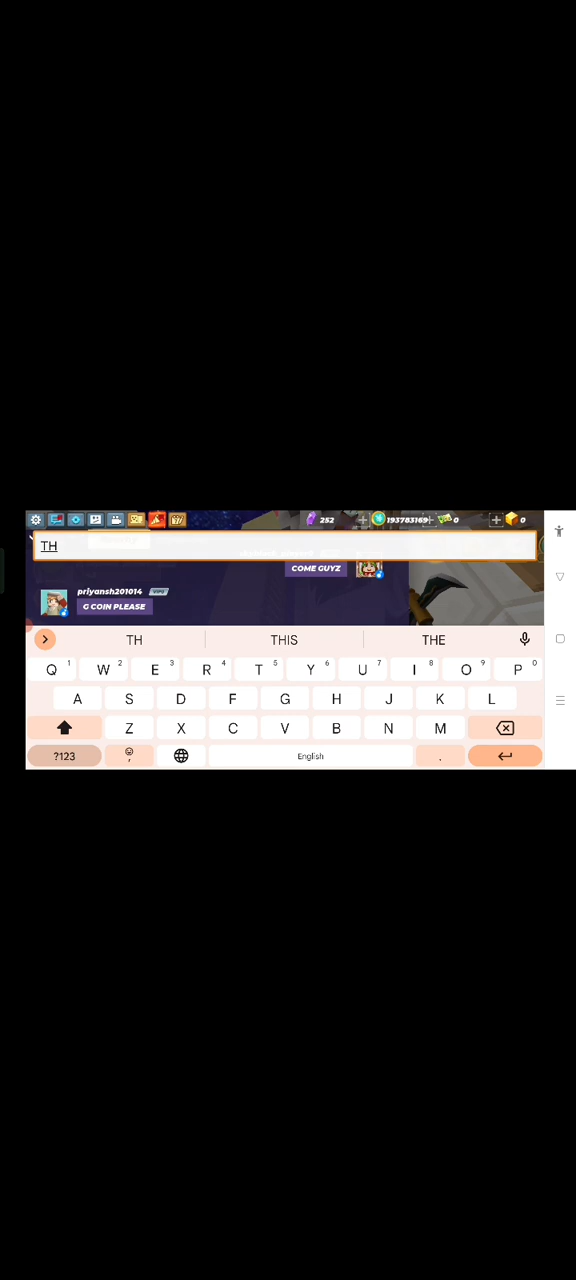 252
193783169
0
0
TH
COME GUYZ
priyansh201014 VIP+
G COIN PLEASE
TH THIS THE
Q 1 W 2 E 3 R 4 T 5 Y 6 U 7 I 8 O 9 P 0
A S D F G H J K L
Z X C V B N M
?123 , English .